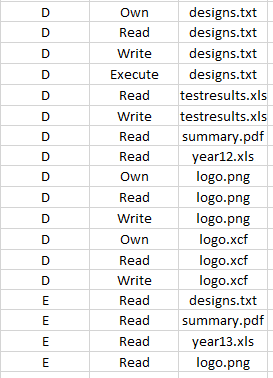 D Own designs.txt
D Read designs.txt
D Write designs.txt
D Execute designs.txt
D Read testresults.xls
D Write testresults.xls
D Read summary.pdf
D Read year12.xls
D Own logo.png
D Read logo.png
D Write logo.png
D Own logo.xcf
D Read logo.xcf
D Write logo.xcf
E Read designs.txt
E Read summary.pdf
E Read year13.xls
E Read logo.png